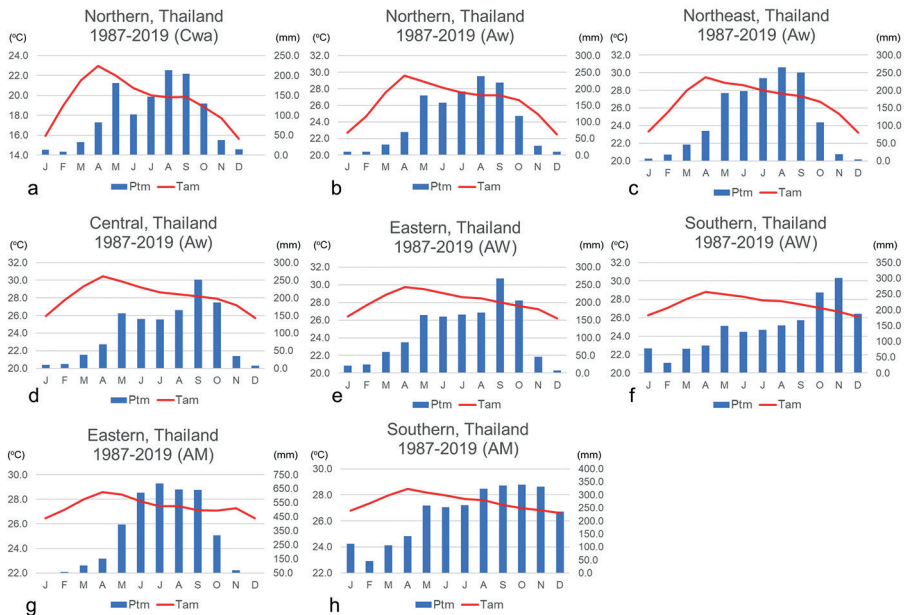 Northern, Thailand
1987-2019 (Cwa)
(ºC) (mm)
24.0 22.0 20.0 18.0 16.0 14.0
250.0 200.0 150.0 100.0 50.0 0.0
J F M A M J J A S O N D
a Ptm Tam
Northern, Thailand
1987-2019 (Aw)
(ºC) (mm)
32.0 30.0 28.0 26.0 24.0 22.0 20.0
300.0 250.0 200.0 150.0 100.0 50.0 0.0
J F M A M J J A S O N D
b Ptm Tam
Northeast, Thailand
1987-2019 (Aw)
(ºC) (mm)
32.0 30.0 28.0 26.0 24.0 22.0 20.0
300.0 250.0 200.0 150.0 100.0 50.0 0.0
J F M A M J J A S O N D
c Ptm Tam
Central, Thailand
1987-2019 (Aw)
(ºC) (mm)
32.0 30.0 28.0 26.0 24.0 22.0 20.0
300.0 250.0 200.0 150.0 100.0 50.0 0.0
J F M A M J J A S O N D
d Ptm Tam
Eastern, Thailand
1987-2019 (AW)
(ºC) (mm)
32.0 30.0 28.0 26.0 24.0 22.0 20.0
300.0 250.0 200.0 150.0 100.0 50.0 0.0
J F M A M J J A S O N D
e Ptm Tam
Southern, Thailand
1987-2019 (AW)
(ºC) (mm)
32.0 30.0 28.0 26.0 24.0 22.0 20.0
350.0 300.0 250.0 200.0 150.0 100.0 50.0 0.0
J F M A M J J A S O N D
f Ptm Tam
Eastern, Thailand
1987-2019 (AM)
(ºC) (mm)
30.0 28.0 26.0 24.0 22.0
750.0 650.0 550.0 450.0 350.0 250.0 150.0 50.0
J F M A M J J A S O N D
g Ptm Tam
Southern, Thailand
1987-2019 (AM)
(ºC) (mm)
30.0 28.0 26.0 24.0 22.0
400.0 350.0 300.0 250.0 200.0 150.0 100.0 50.0 0.0
J F M A M J J A S O N D
h Ptm Tam